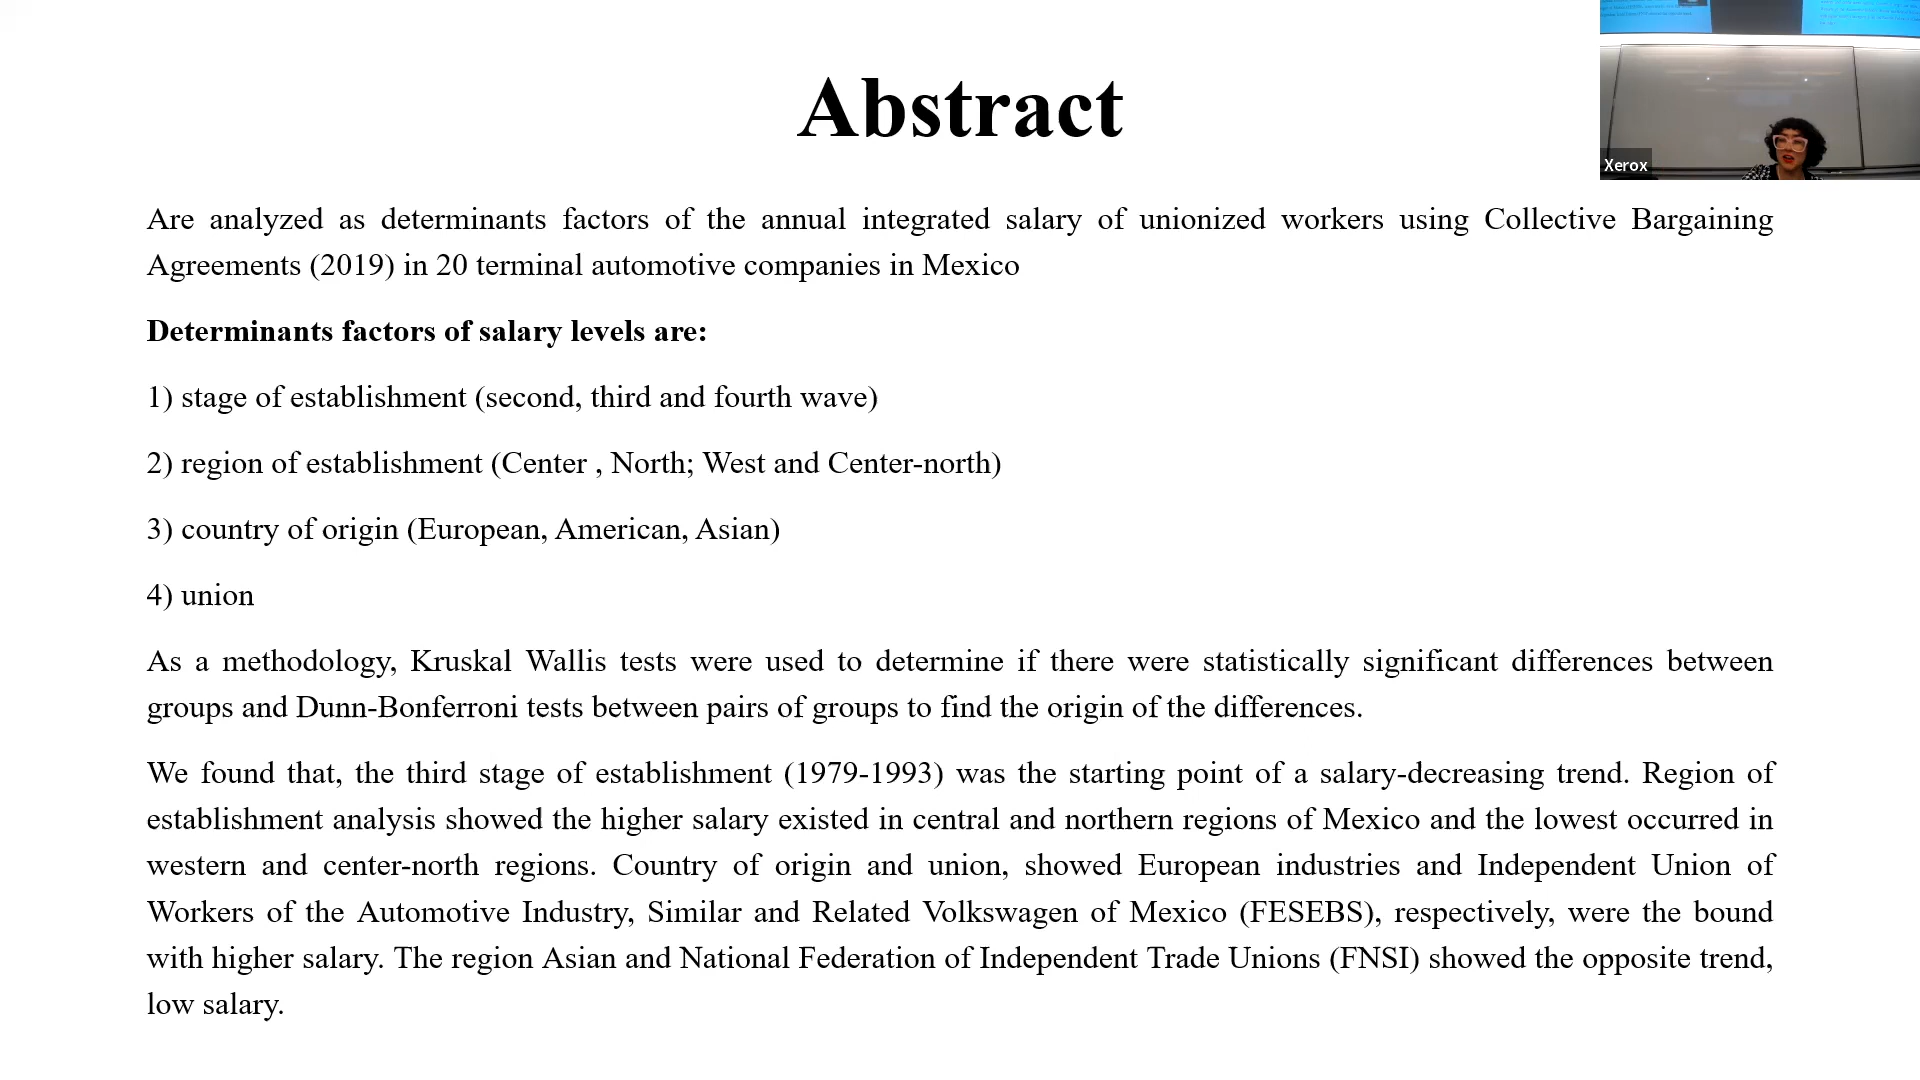 Abstract
Xerox
Are analyzed as determinants factors of the annual integrated salary of unionized workers using Collective Bargaining
Agreements (2019) in 20 terminal automotive companies in Mexico
Determinants factors of salary levels are:
1) stage of establishment (second, third and fourth wave)
2) region of establishment (Center , North; West and Center-north)
3) country of origin (European, American, Asian)
4) union
As a methodology, Kruskal Wallis tests were used to determine if there were statistically significant differences between
groups and Dunn-Bonferroni tests between pairs of groups to find the origin of the differences.
We found that, the third stage of establishment (1979-1993) was the starting point of a salary-decreasing trend. Region of
establishment analysis showed the higher salary existed in central and northern regions of Mexico and the lowest occurred in
western and center-north regions. Country of origin and union, showed European industries and Independent Union of
Workers of the Automotive Industry, Similar and Related Volkswagen of Mexico (FESEBS), respectively, were the bound
with higher salary. The region Asian and National Federation of Independent Trade Unions (FNSI) showed the opposite trend,
low salary.